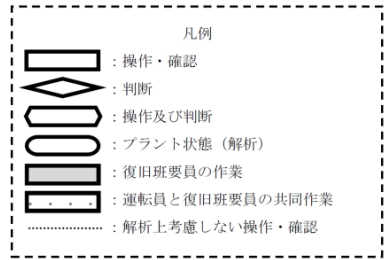 凡例
：操作・確認
：判断
：操作及び判断
：プラント状態（解析）
：復旧班要員の作業
：運転員と復旧班要員の共同作業
：解析上考慮しない操作・確認